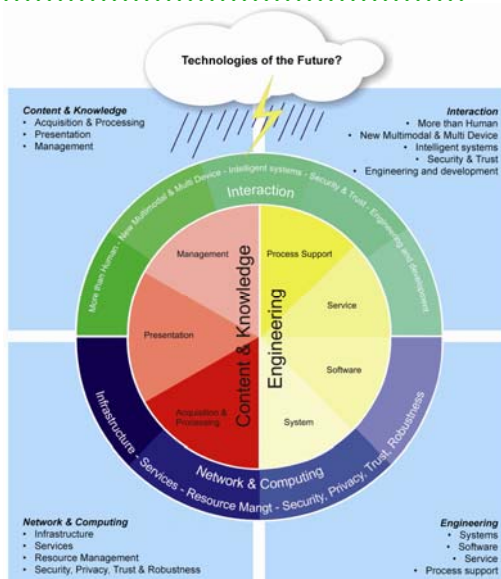 Technologies of the Future?
Content & Knowledge
• Acquisition & Processing
• Presentation
• Management
Interaction
• More than Human
• New Multimodal & Multi Device
• Intelligent systems
• Security & Trust
• Engineering and development
More than Human - New Multimodal & Multi Device - Intelligent systems - Security & Trust - Engineering and development
Interaction
Management
Process Support
Presentation
Service
Content & Knowledge
Engineering
Software
Acquisition &
Processing
System
Network & Computing
Infrastructure - Services - Resource Mangt - Security, Privacy, Trust, Robustness
Network & Computing
• Infrastructure
• Services
• Resource Management
• Security, Privacy, Trust & Robustness
Engineering
• Systems
• Software
• Service
• Process support